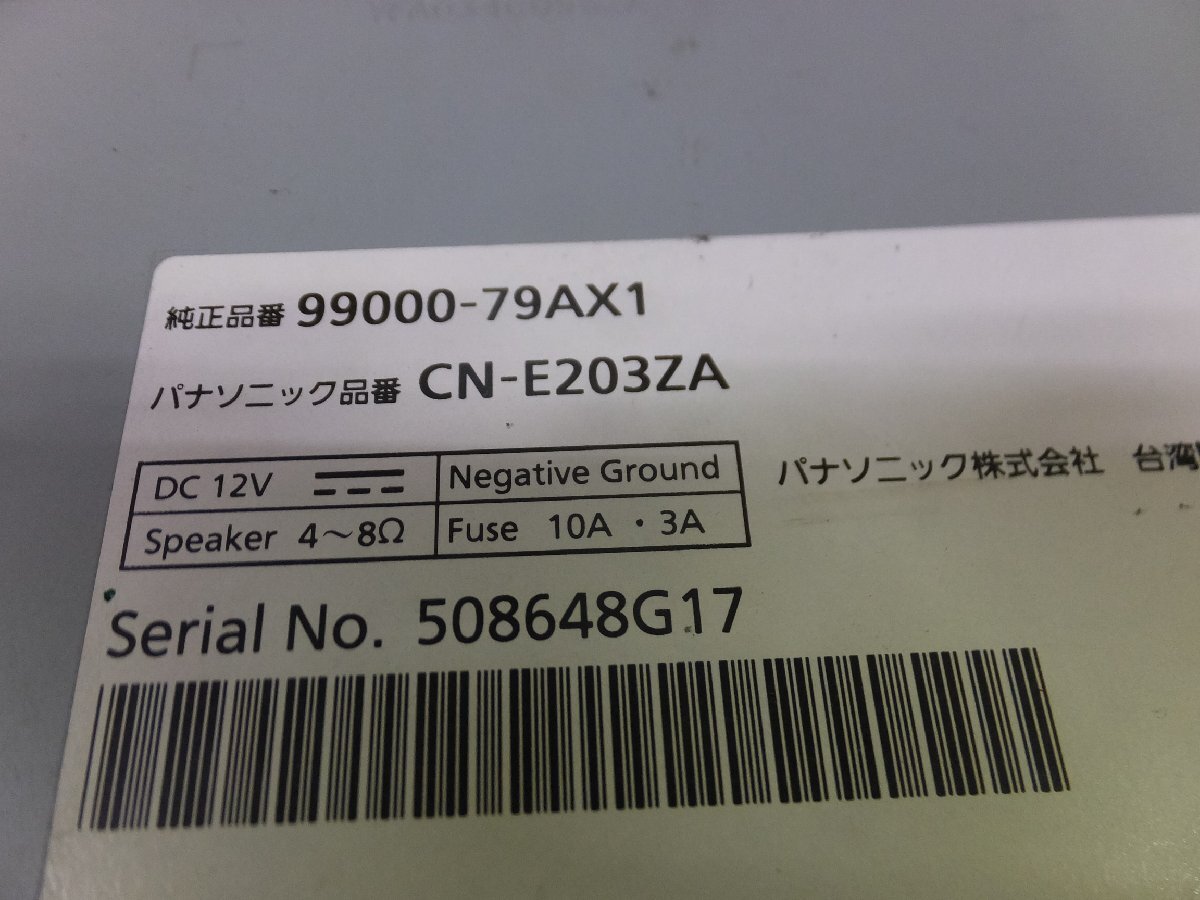 純正品番 99000-79AX1
パナソニック品番 CN-E203ZA
DC 12V Negative Ground
Speaker 4～8Ω Fuse 10A・3A
パナソニック株式会社 台湾
Serial No. 508648G17